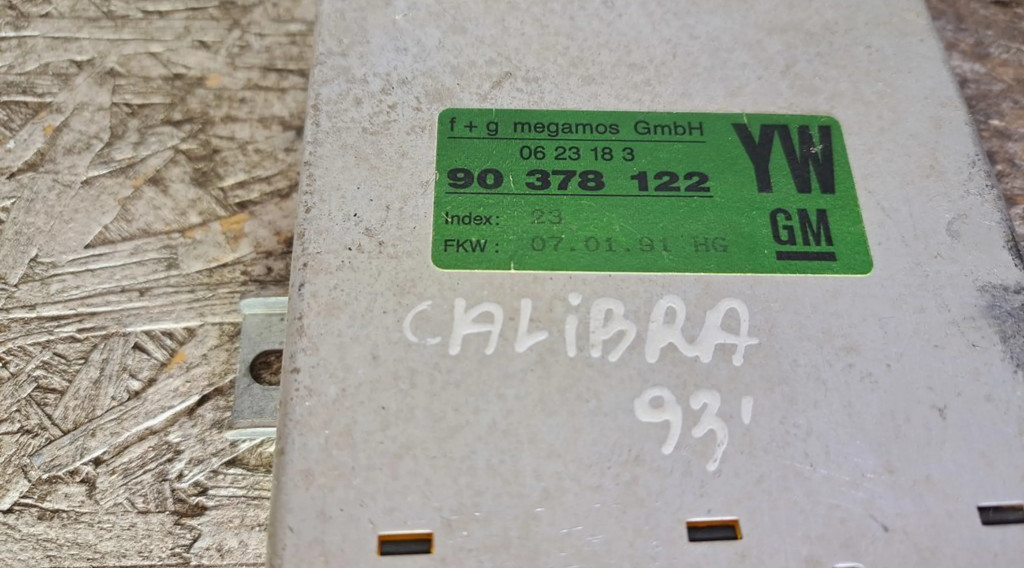 f+g megamos GmbH
06 23 18 3
90 378 122
YW
GM
Index: 23
FKW: 07.01.91 HG
CALiBRA
93'